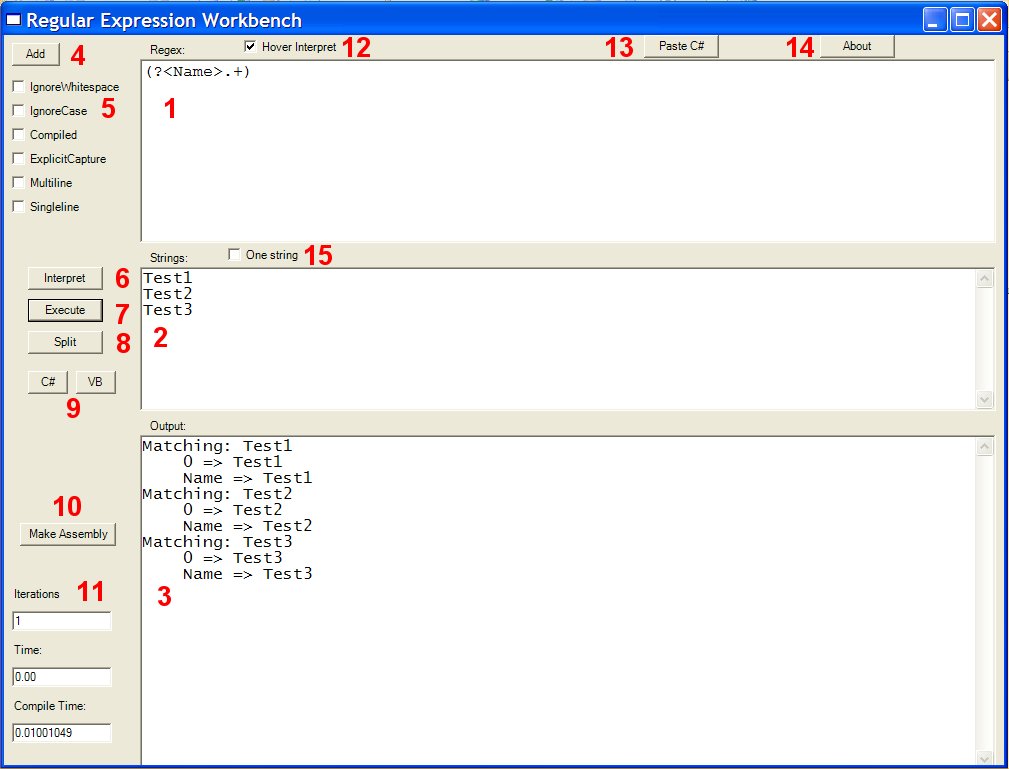 Regular Expression Workbench
Add 4 Regex: Hover Interpret 12 13 Paste C# 14 About
(?<Name>.+)
1
IgnoreWhitespace
IgnoreCase 5
Compiled
ExplicitCapture
Multiline
Singleline
Strings: One string 15
Interpret 6
Execute 7
Split 8
C# VB
9
Test1
Test2
Test3
2
Output:
Matching: Test1
0 => Test1
Name => Test1
Matching: Test2
0 => Test2
Name => Test2
Matching: Test3
0 => Test3
Name => Test3
3
10
Make Assembly
Iterations 11
1
Time:
0.00
Compile Time:
0.01001049